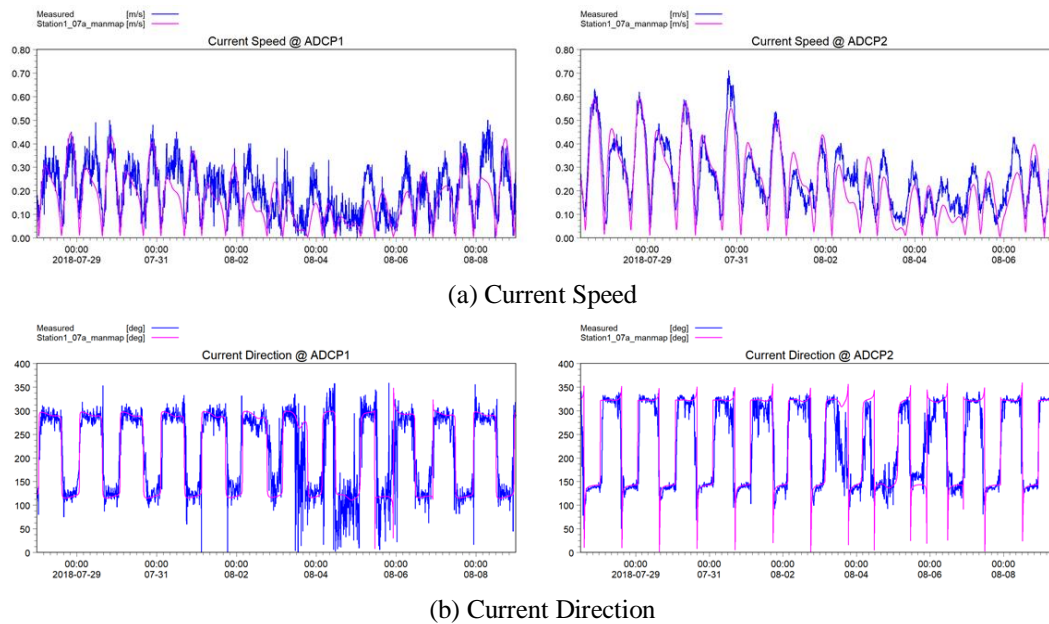 Measured [m/s]
Station1_07a_manmap [m/s]
Current Speed @ ADCP1
0.80
0.70
0.60
0.50
0.40
0.30
0.20
0.10
0.00
00:00 00:00 00:00 00:00 00:00 00:00
2018-07-29 07-31 08-02 08-04 08-06 08-08
Measured [m/s]
Station1_07a_manmap [m/s]
Current Speed @ ADCP2
0.80
0.70
0.60
0.50
0.40
0.30
0.20
0.10
0.00
00:00 00:00 00:00 00:00 00:00
2018-07-29 07-31 08-02 08-04 08-06
(a) Current Speed
Measured [deg]
Station1_07a_manmap [deg]
Current Direction @ ADCP1
400
350
300
250
200
150
100
50
0
00:00 00:00 00:00 00:00 00:00 00:00
2018-07-29 07-31 08-02 08-04 08-06 08-08
Measured [deg]
Station1_07a_manmap [deg]
Current Direction @ ADCP2
400
350
300
250
200
150
100
50
0
00:00 00:00 00:00 00:00 00:00 00:00
2018-07-29 07-31 08-02 08-04 08-06 08-08
(b) Current Direction